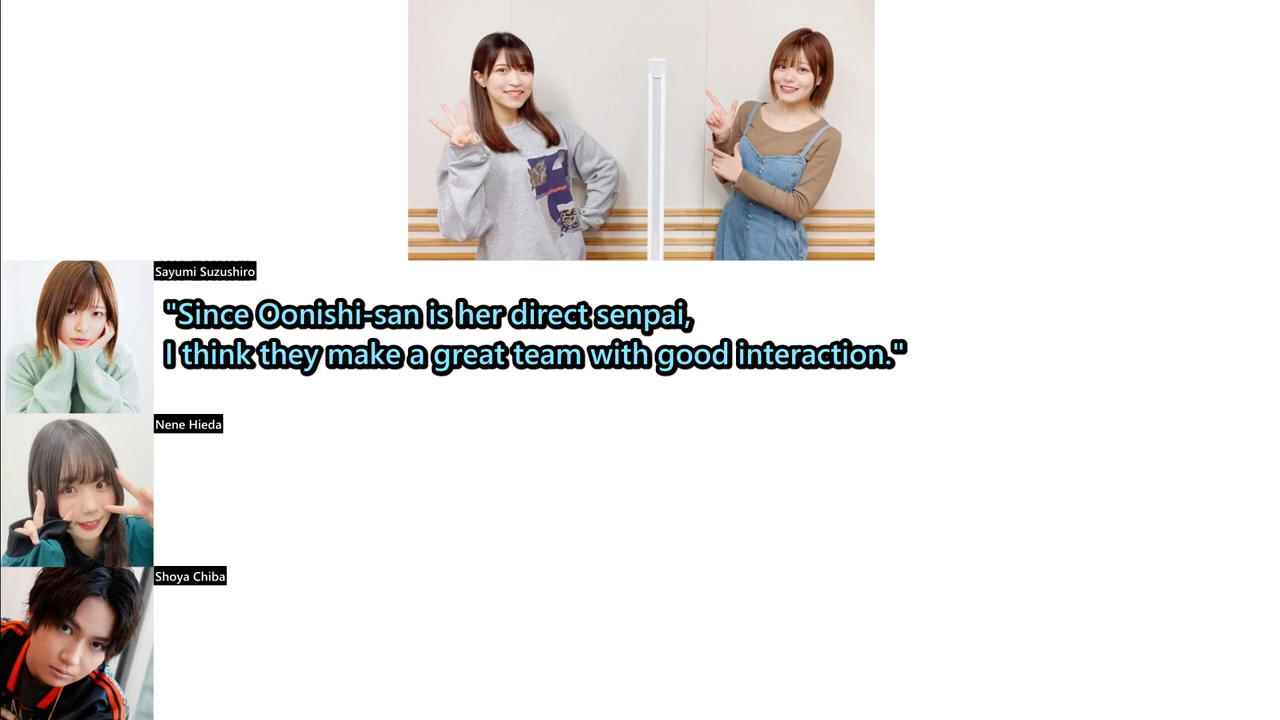 Sayumi Suzushiro
"Since Oonishi-san is her direct senpai,
I think they make a great team with good interaction."
Nene Hieda
Shoya Chiba